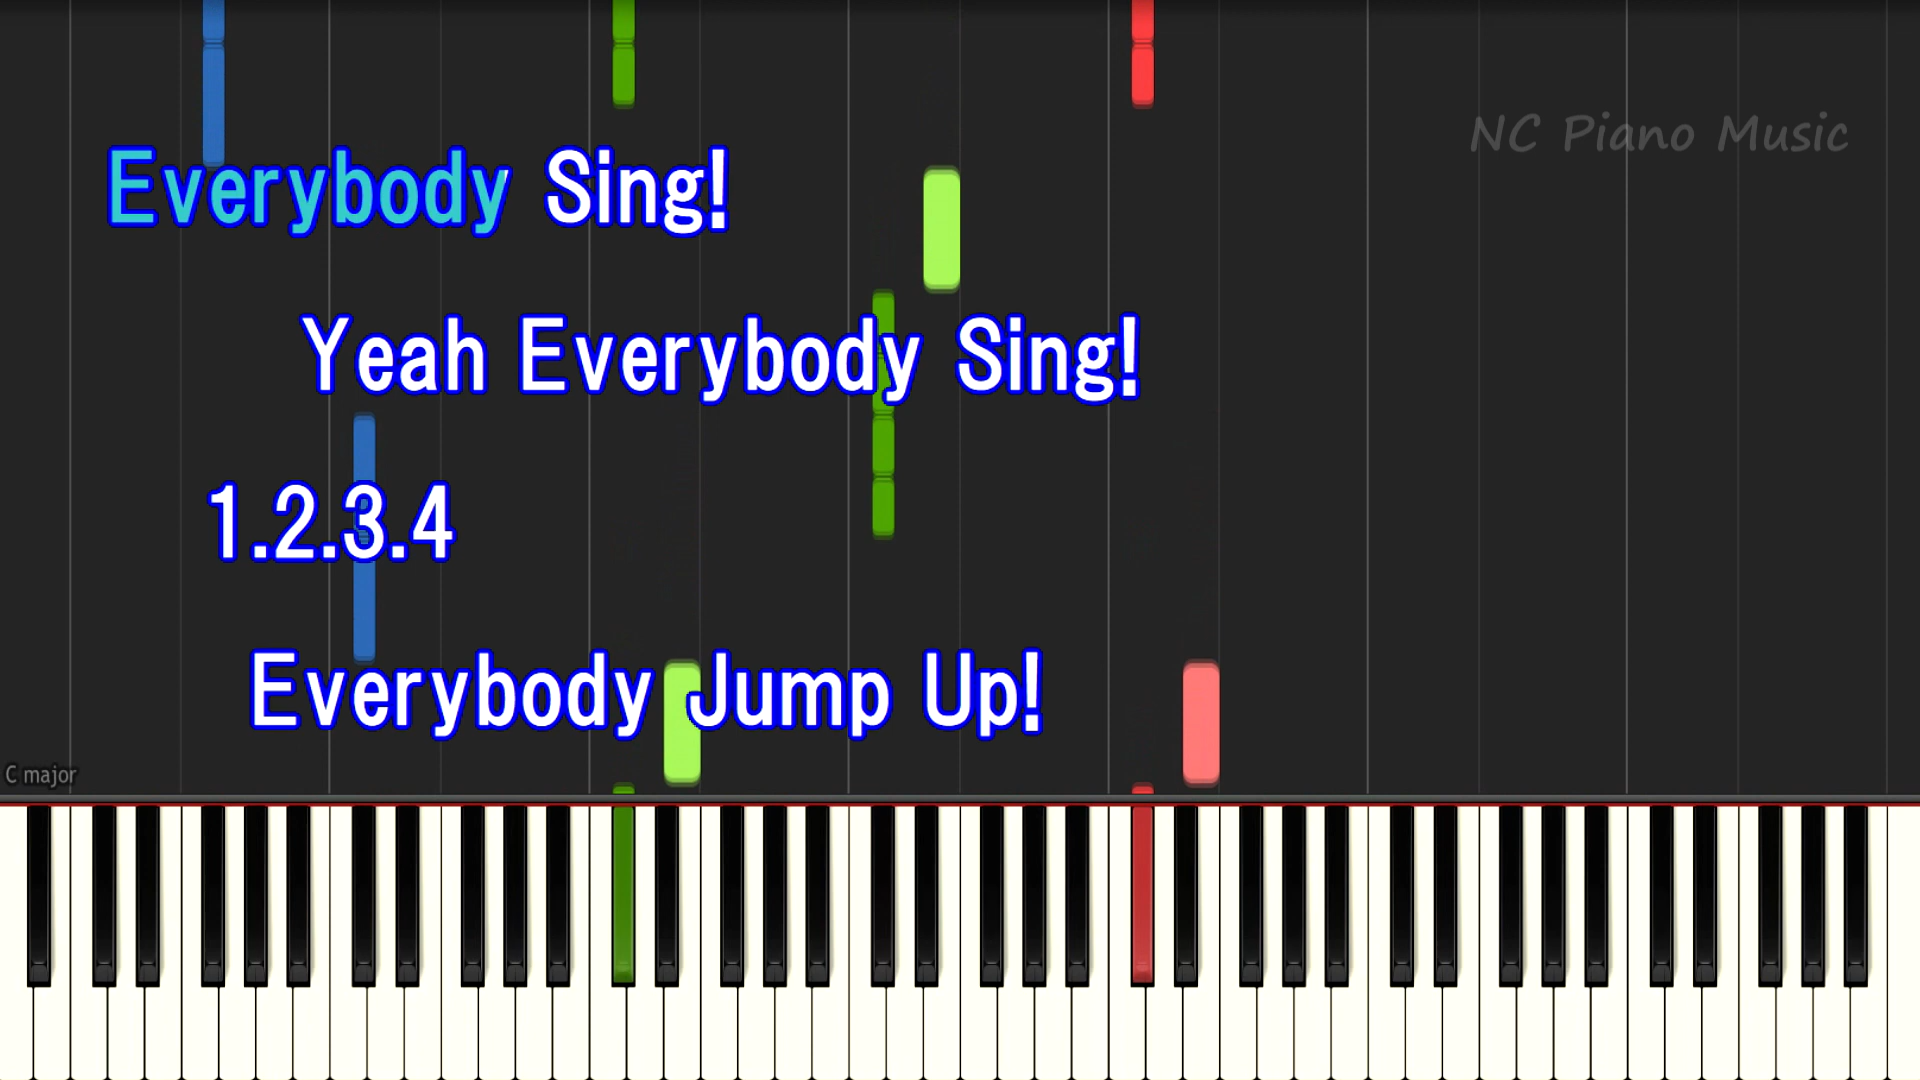 NC Piano Music
Everybody Sing!
Yeah Everybody Sing!
1.2.3.4
Everybody Jump Up!
C major